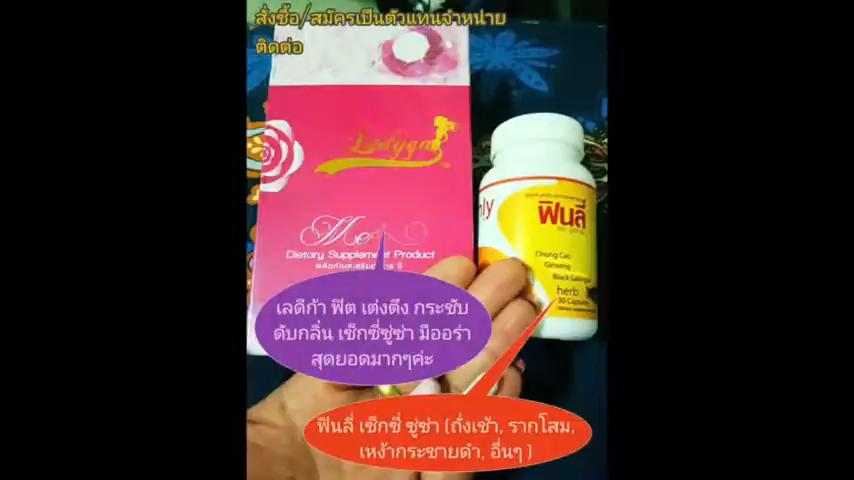 สั่งซื้อ/สมัครเป็นตัวแทนจำหน่าย
ติดต่อ
Ladyga
Me
Dietary Supplement Product
เลดีก้า ฟิต เต่งตึง กระชับ
ดับกลิ่น เซ็กซี่ซู่ซ่า มีออร่า
สุดยอดมากๆค่ะ
nly
ฟินลี่
Ginseng
Black
herb
30 Capsules
ฟินลี่ เซ็กซี่ ซู่ซ่า (ถั่งเช้า, รากโสม,
เหง้ากระชายดำ, อื่นๆ )